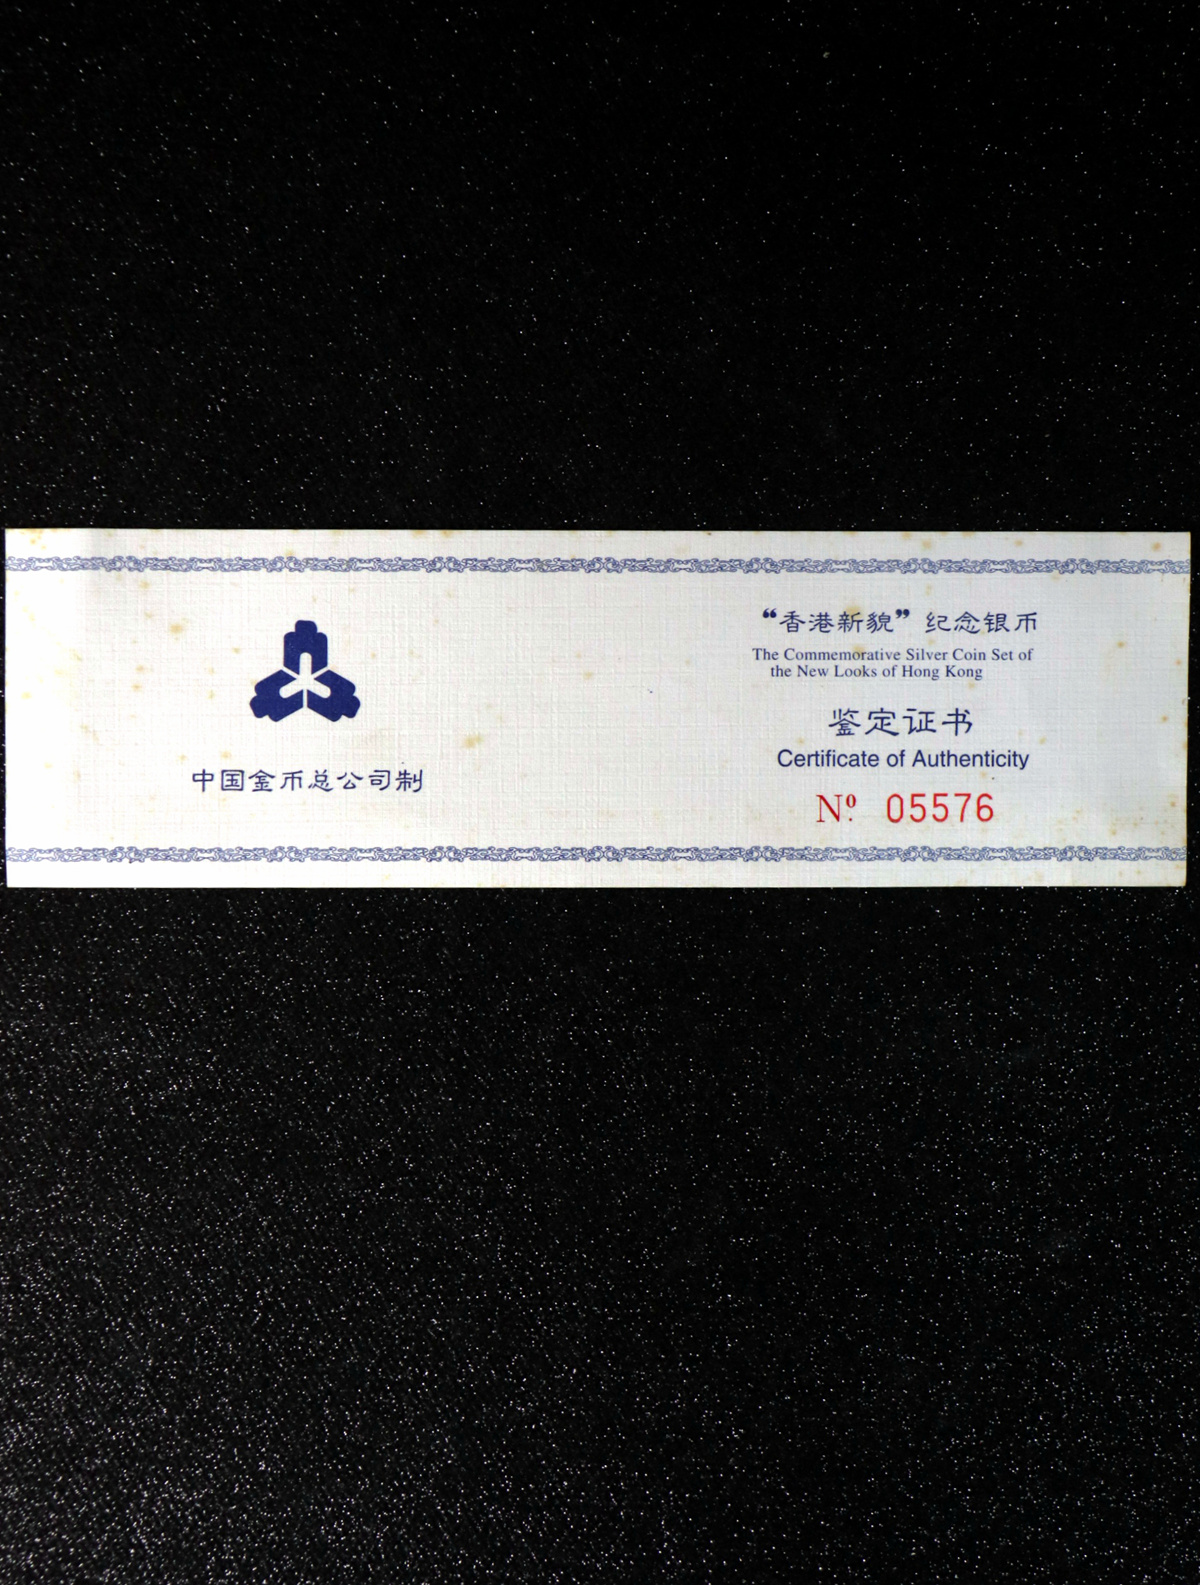 中国金币总公司制
“香港新貌”纪念银币
The Commemorative Silver Coin Set of
the New Looks of Hong Kong
鉴定证书
Certificate of Authenticity
Nº 05576